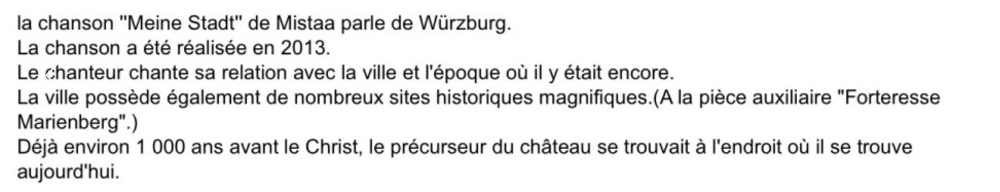 la chanson "Meine Stadt" de Mistaa parle de Würzburg.
La chanson a été réalisée en 2013.
Le chanteur chante sa relation avec la ville et l'époque où il y était encore.
La ville possède également de nombreux sites historiques magnifiques.(A la pièce auxiliaire "Forteresse
Marienberg".)
Déjà environ 1 000 ans avant le Christ, le précurseur du château se trouvait à l'endroit où il se trouve
aujourd'hui.